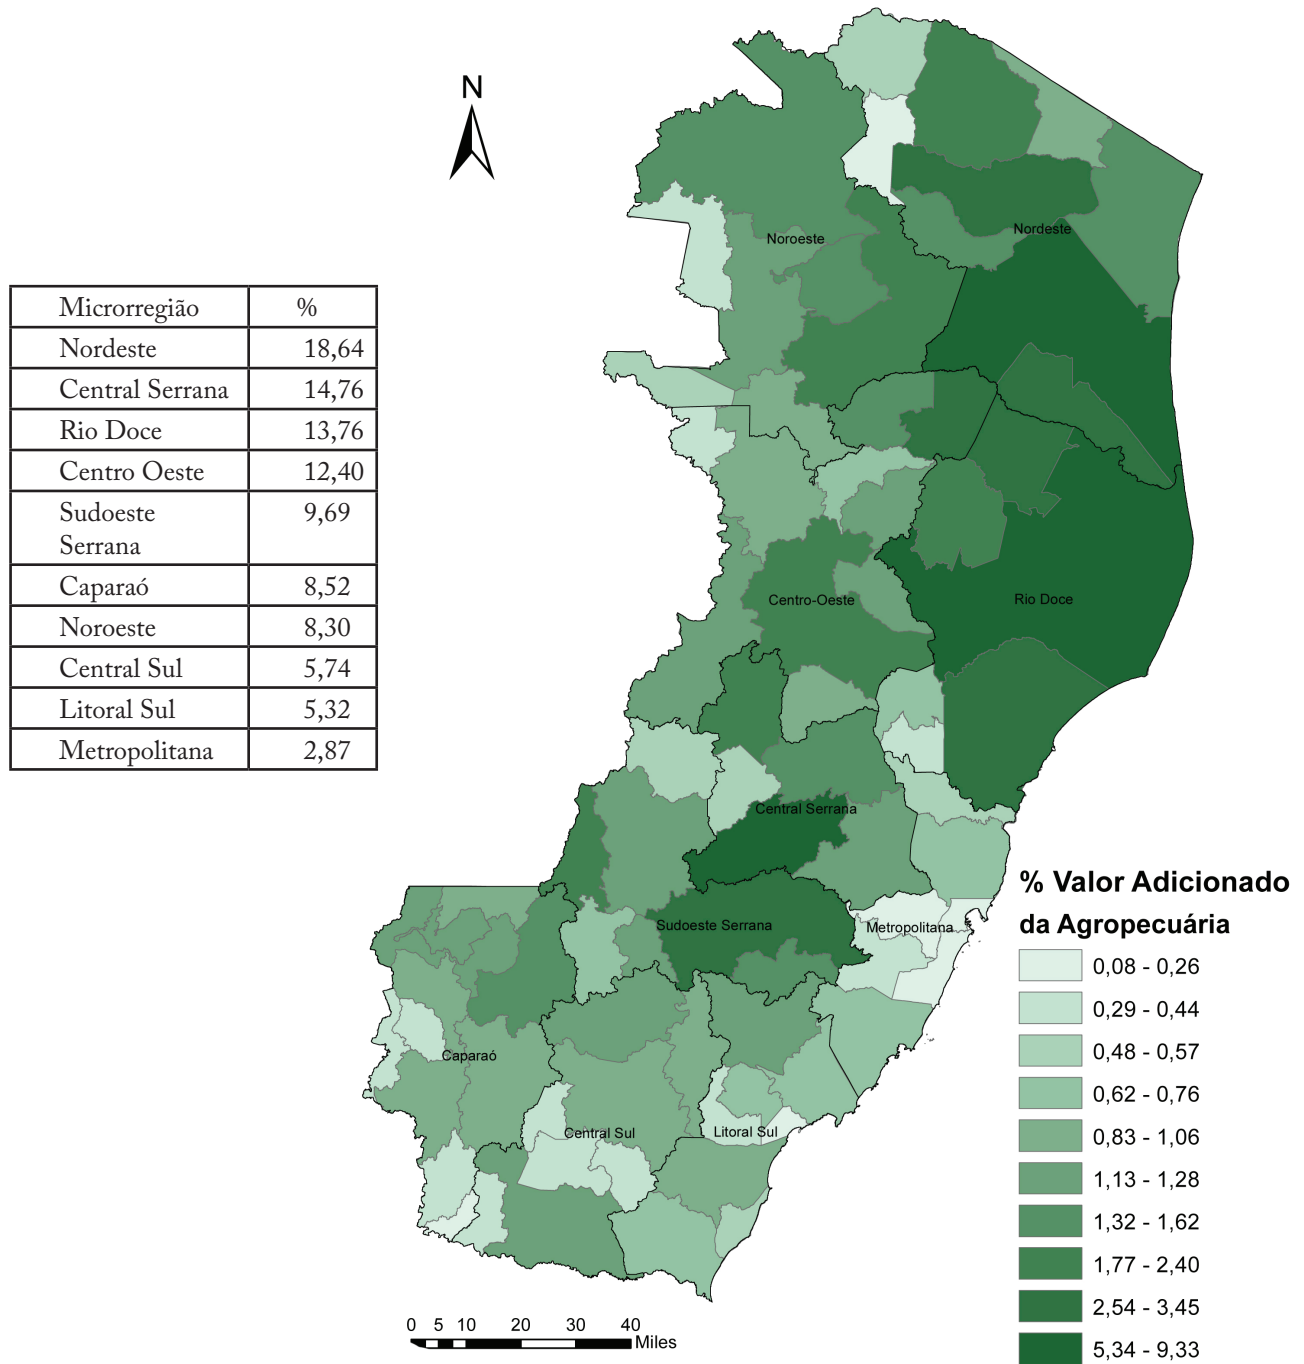 N
Microrregião %
Nordeste 18,64
Central Serrana 14,76
Rio Doce 13,76
Centro Oeste 12,40
Sudoeste 9,69
Serrana
Caparaó 8,52
Noroeste 8,30
Central Sul 5,74
Litoral Sul 5,32
Metropolitana 2,87
Noroeste
Nordeste
Centro-Oeste
Rio Doce
Central Serrana
Sudoeste Serrana
Metropolitana
Caparaó
Central Sul
Litoral Sul
% Valor Adicionado
da Agropecuária
0,08 - 0,26
0,29 - 0,44
0,48 - 0,57
0,62 - 0,76
0,83 - 1,06
1,13 - 1,28
1,32 - 1,62
1,77 - 2,40
2,54 - 3,45
5,34 - 9,33
0 5 10 20 30 40
Miles